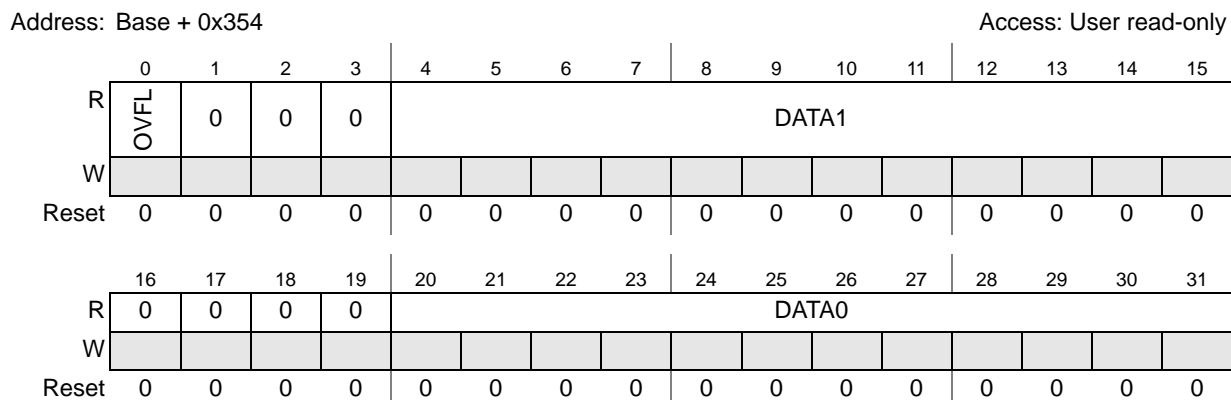 Address: Base + 0x354 Access: User read-only
0 1 2 3 4 5 6 7 8 9 10 11 12 13 14 15
R OVFL 0 0 0 DATA1
W
Reset 0 0 0 0 0 0 0 0 0 0 0 0 0 0 0 0
16 17 18 19 20 21 22 23 24 25 26 27 28 29 30 31
R 0 0 0 0 DATA0
W
Reset 0 0 0 0 0 0 0 0 0 0 0 0 0 0 0 0